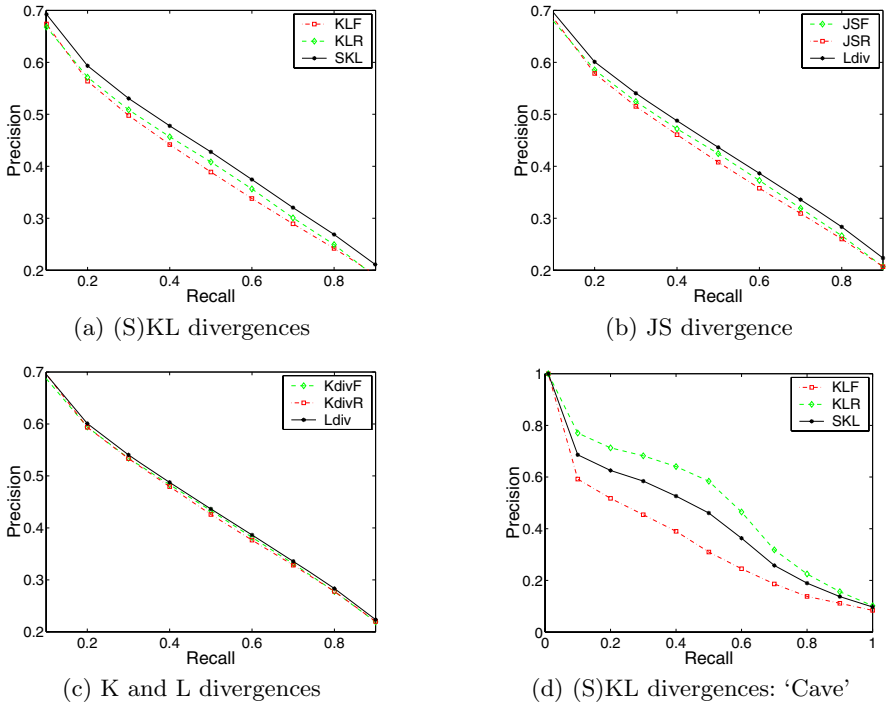 0.7
0.6
0.5
0.4
0.3
0.2
Precision
0.2 0.4 0.6 0.8
Recall
KLF
KLR
SKL
(a) (S)KL divergences
0.7
0.6
0.5
0.4
0.3
0.2
Precision
0.2 0.4 0.6 0.8
Recall
JSF
JSR
Ldiv
(b) JS divergence
0.7
0.6
0.5
0.4
0.3
0.2
Precision
0.2 0.4 0.6 0.8
Recall
KdivF
KdivR
Ldiv
(c) K and L divergences
1
0.8
0.6
0.4
0.2
0
Precision
0 0.2 0.4 0.6 0.8 1
Recall
KLF
KLR
SKL
(d) (S)KL divergences: ‘Cave’